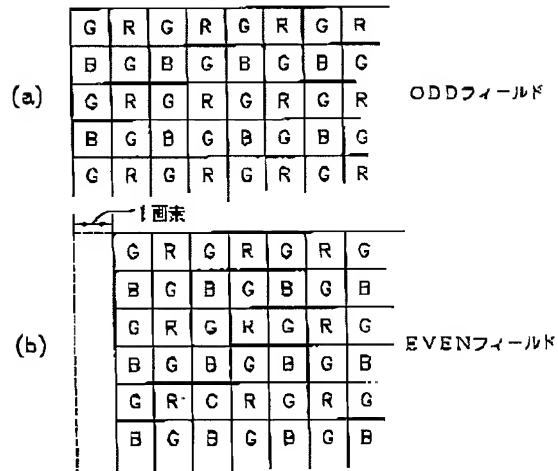 G R G R G R G R
B G B G B G B G
(a) G R G R G R G R ODDフィールド
B G B G B G B G
G R G R G R G R
1画素
G R G R G R G
B G B G B G B
G R G R G R G
(b) B G B G B G B EVENフィールド
G R C R G R G
B G B G B G B